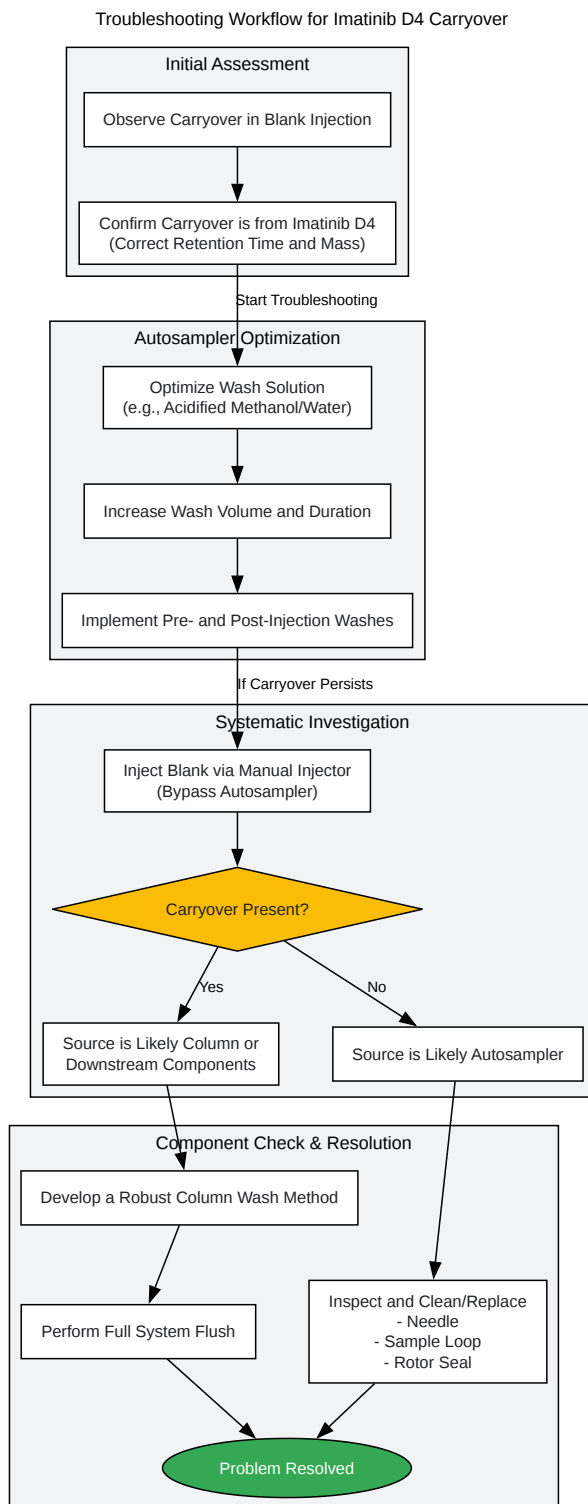 Troubleshooting Workflow for Imatinib D4 Carryover
Initial Assessment
Observe Carryover in Blank Injection
Confirm Carryover is from Imatinib D4
(Correct Retention Time and Mass)
Start Troubleshooting
Autosampler Optimization
Optimize Wash Solution
(e.g., Acidified Methanol/Water)
Increase Wash Volume and Duration
Implement Pre- and Post-Injection Washes
If Carryover Persists
Systematic Investigation
Inject Blank via Manual Injector
(Bypass Autosampler)
Carryover Present?
Yes
No
Source is Likely Column or
Downstream Components
Source is Likely Autosampler
Component Check & Resolution
Develop a Robust Column Wash Method
Perform Full System Flush
Inspect and Clean/Replace
- Needle
- Sample Loop
- Rotor Seal
Problem Resolved